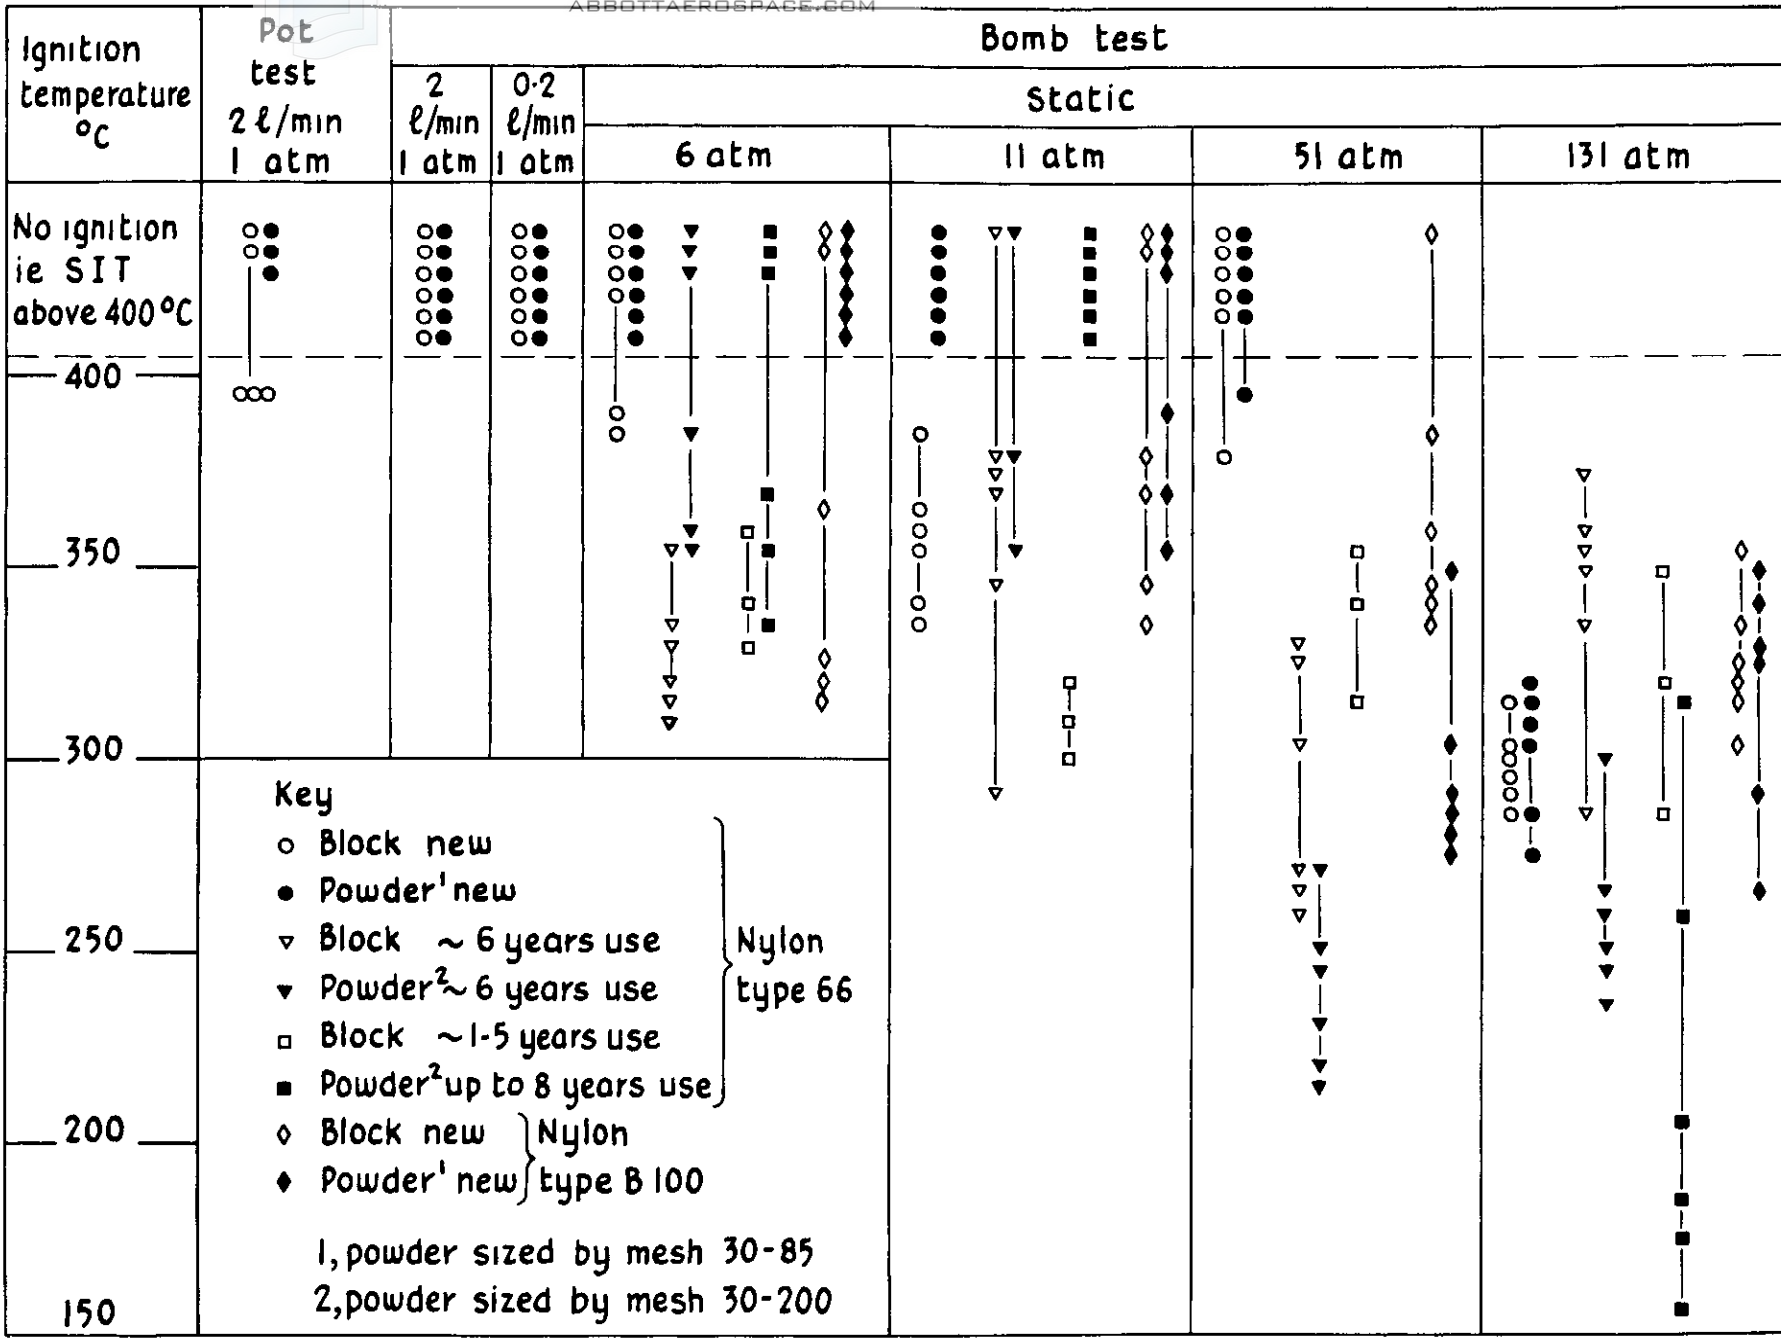 ABBOTTAEROSPACE.COM
Ignition
temperature
°C
Pot
test
2 ℓ/min
1 atm
Bomb test
2
ℓ/min
1 atm
0·2
ℓ/min
1 atm
Static
6 atm
11 atm
51 atm
131 atm
No ignition
ie SIT
above 400°C
400
350
300
250
200
150
Key
○ Block new
● Powder¹ new
▽ Block ~ 6 years use
▼ Powder² ~ 6 years use
□ Block ~1-5 years use
■ Powder² up to 8 years use
Nylon
type 66
◊ Block new
♦ Powder¹ new
Nylon
type B 100
1, powder sized by mesh 30-85
2, powder sized by mesh 30-200